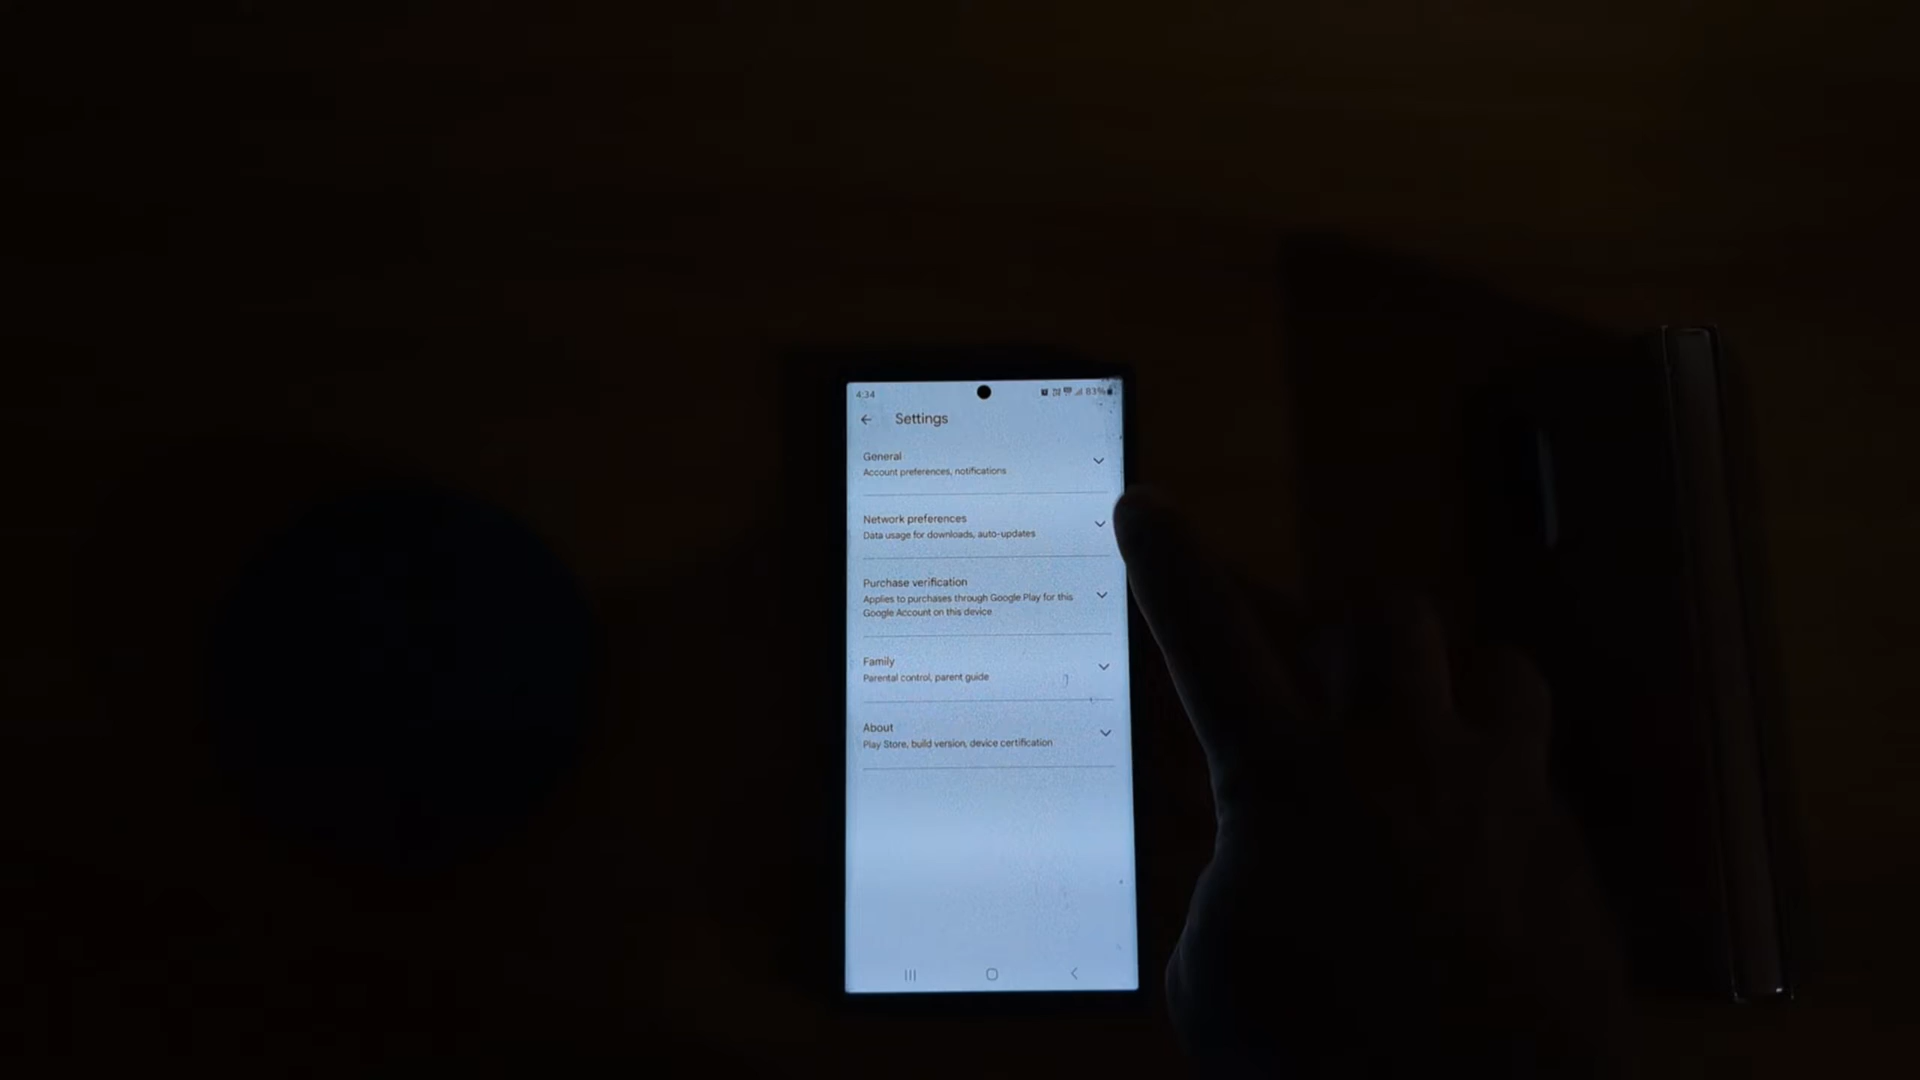 4:34
83%
Settings
General
Account preferences, notifications
Network preferences
Data usage for downloads, auto-updates
Purchase verification
Applies to purchases through Google Play for this
Google Account on this device
Family
Parental control, parent guide
About
Play Store, build version, device certification